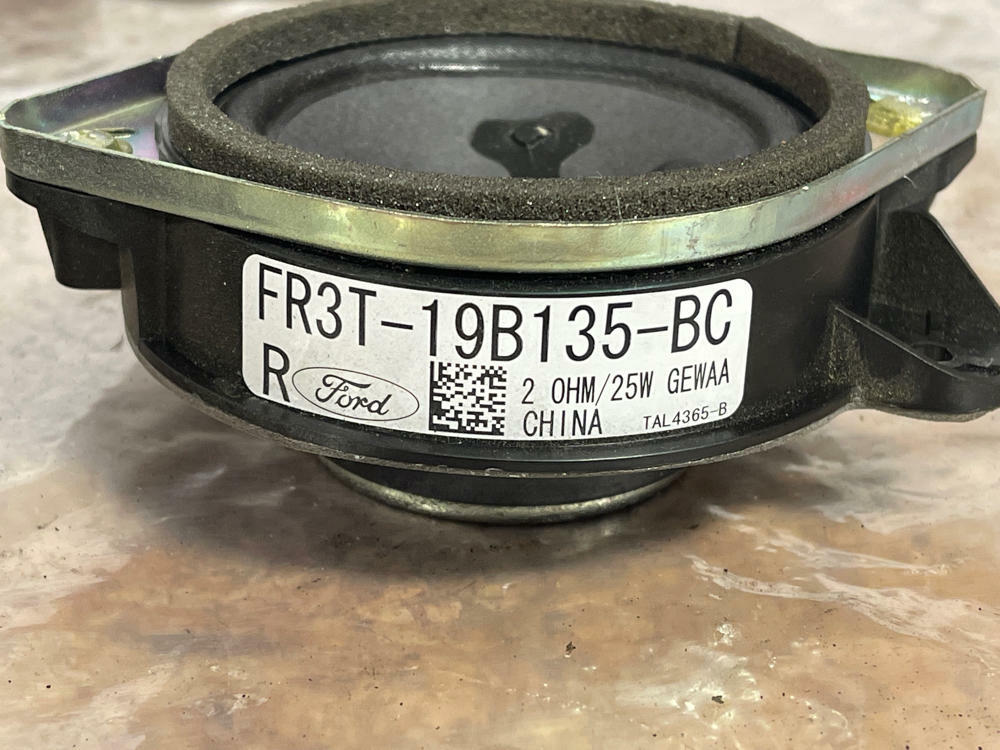 FR3T-19B135-BC
R Ford 2 OHM/25W GEWAA
CHINA TAL4365-B